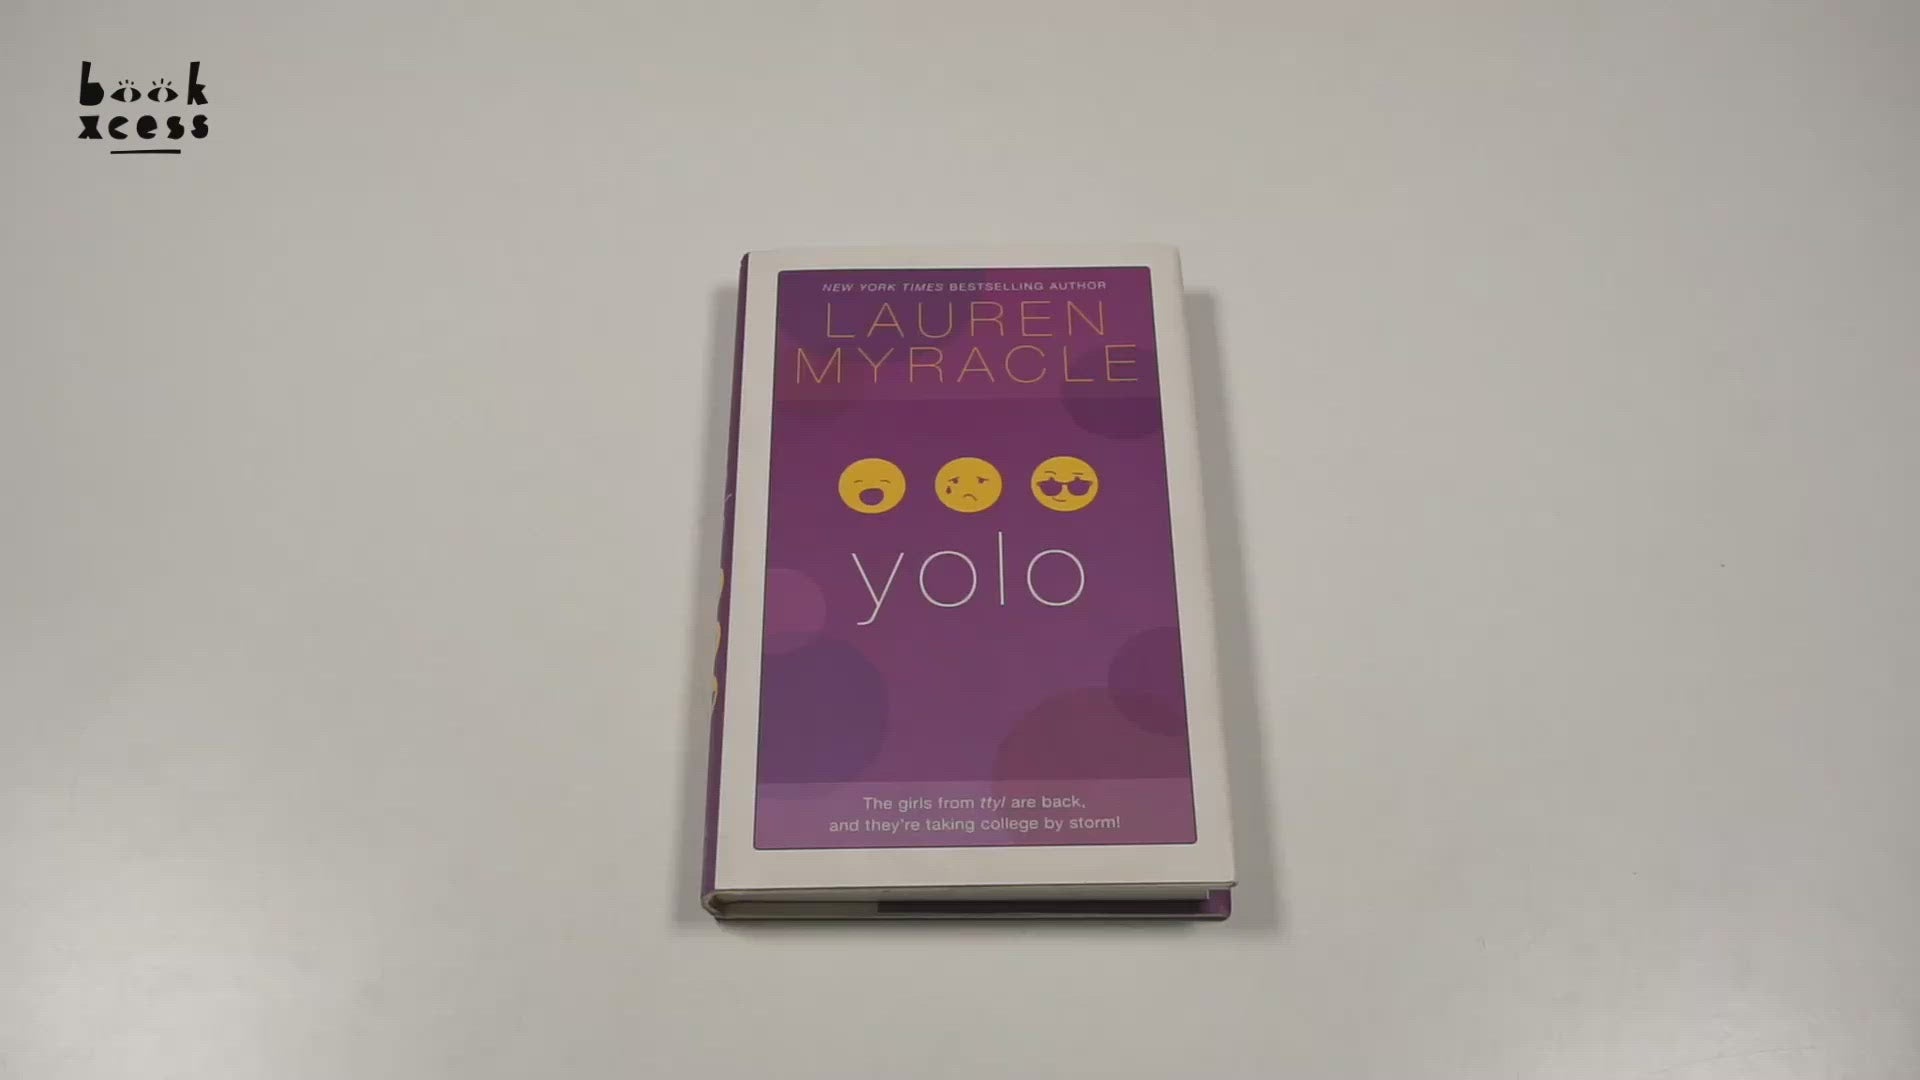 book
xcess
NEW YORK TIMES BESTSELLING AUTHOR
LAUREN
MYRACLE
yolo
The girls from ttyl are back,
and they're taking college by storm!